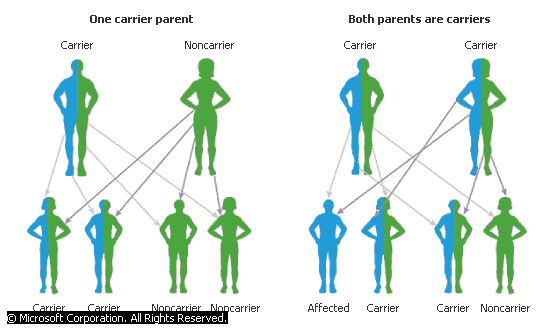 One carrier parent
Both parents are carriers
Carrier Noncarrier
Carrier Carrier
Carrier Carrier Noncarrier Noncarrier
Affected Carrier Carrier Noncarrier
© Microsoft Corporation. All Rights Reserved.